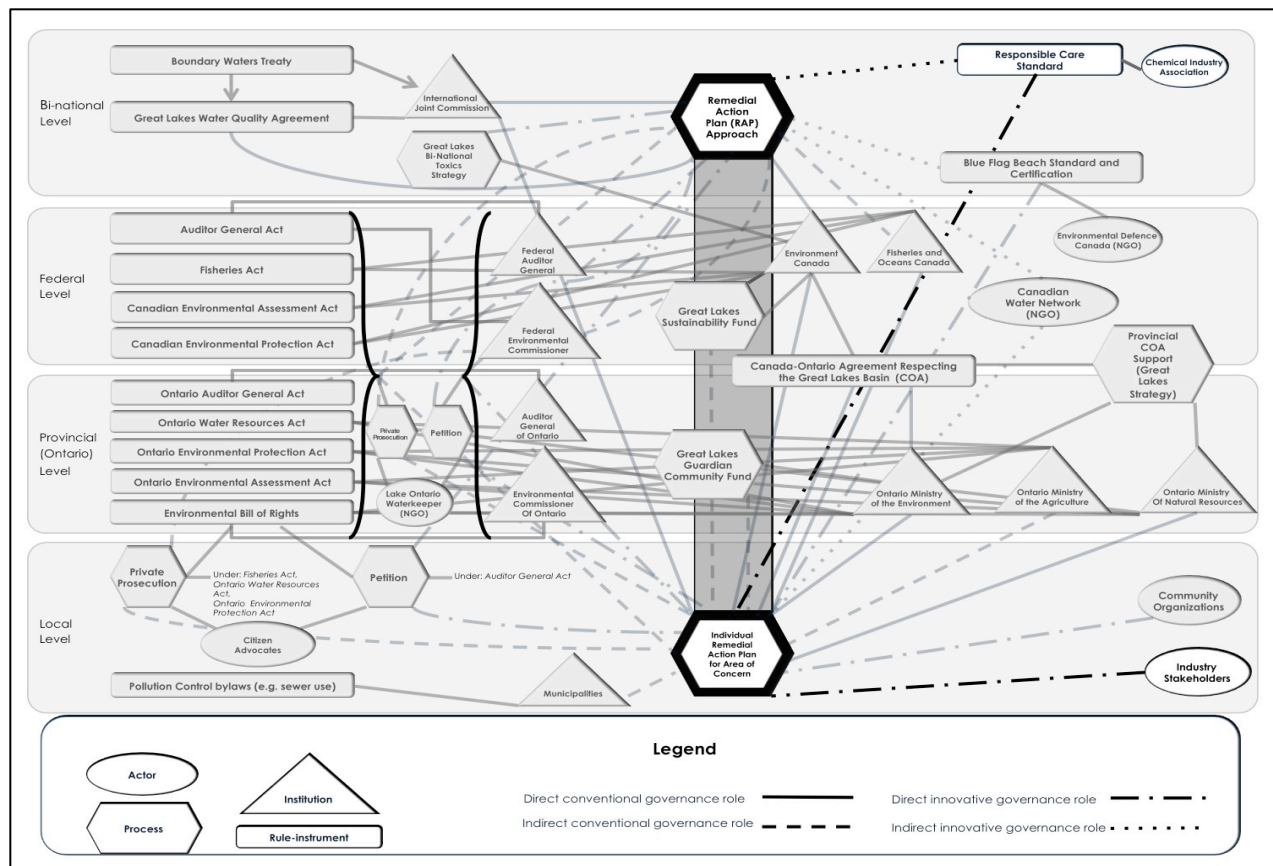 Bi-national
Level
Boundary Waters Treaty
Great Lakes Water Quality Agreement
International
Joint Commission
Great Lakes
Bi-National
Toxics
Strategy
Remedial
Action
Plan (RAP)
Approach
Responsible Care
Standard
Chemical Industry
Association
Blue Flag Beach Standard and
Certification
Federal
Level
Auditor General Act
Fisheries Act
Canadian Environmental Assessment Act
Canadian Environmental Protection Act
Federal
Auditor
General
Federal
Environmental
Commissioner
Great Lakes
Sustainability Fund
Environment
Canada
Fisheries and
Oceans Canada
Environmental Defence
Canada (NGO)
Canadian
Water Network
(NGO)
Canada-Ontario Agreement Respecting
the Great Lakes Basin (COA)
Provincial
COA
Support
(Great
Lakes
Strategy)
Provincial
(Ontario)
Level
Ontario Auditor General Act
Ontario Water Resources Act
Ontario Environmental Protection Act
Ontario Environmental Assessment Act
Environmental Bill of Rights
Private
Prosecution
Petition
Lake Ontario
Waterkeeper
(NGO)
Auditor
General
of Ontario
Environmental
Commissioner
Of Ontario
Great Lakes
Guardian
Community Fund
Ontario Ministry
of the Environment
Ontario Ministry
of the Agriculture
Ontario Ministry
Of Natural Resources
Local
Level
Private
Prosecution
Under: Fisheries Act,
Ontario Water Resources
Act,
Ontario Environmental
Protection Act
Petition
Under: Auditor General Act
Citizen
Advocates
Pollution Control bylaws (e.g. sewer use)
Municipalities
Individual
Remedial
Action Plan
for Area of
Concern
Community
Organizations
Industry
Stakeholders
Legend
Actor
Process
Institution
Rule-instrument
Direct conventional governance role
Indirect conventional governance role
Direct innovative governance role
Indirect innovative governance role